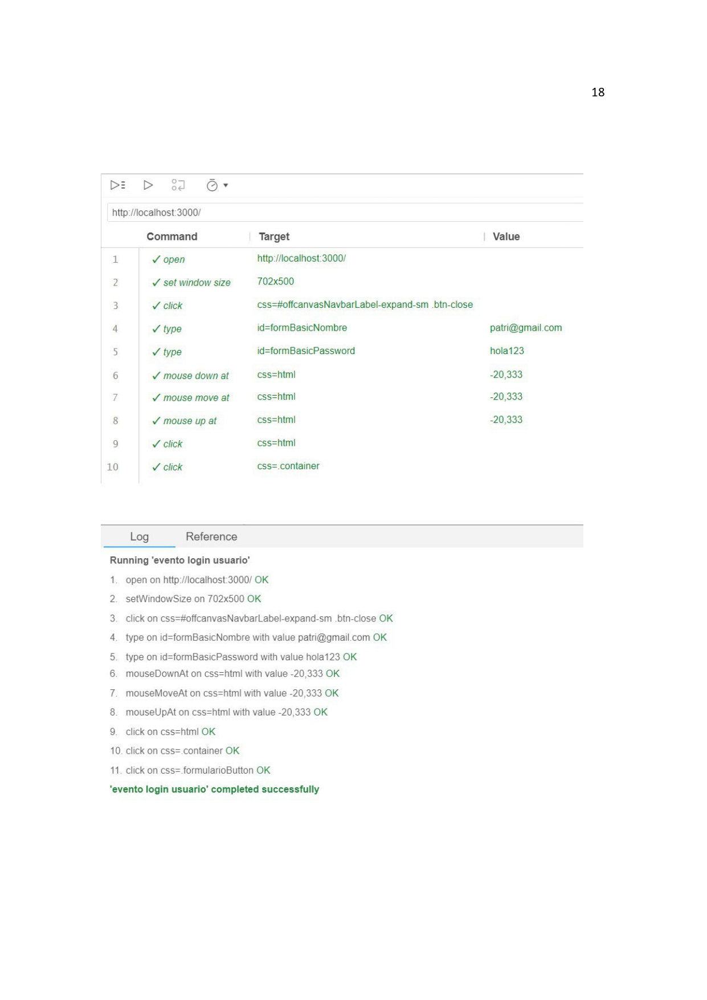 18
http://localhost:3000/
Command Target Value
1 ✓ open http://localhost:3000/
2 ✓ set window size 702x500
3 ✓ click css=#offcanvasNavbarLabel-expand-sm .btn-close
4 ✓ type id=formBasicNombre patri@gmail.com
5 ✓ type id=formBasicPassword hola123
6 ✓ mouse down at css=html -20,333
7 ✓ mouse move at css=html -20,333
8 ✓ mouse up at css=html -20,333
9 ✓ click css=html
10 ✓ click css=.container
Log Reference
Running 'evento login usuario'
1. open on http://localhost:3000/ OK
2. setWindowSize on 702x500 OK
3. click on css=#offcanvasNavbarLabel-expand-sm .btn-close OK
4. type on id=formBasicNombre with value patri@gmail.com OK
5. type on id=formBasicPassword with value hola123 OK
6. mouseDownAt on css=html with value -20,333 OK
7. mouseMoveAt on css=html with value -20,333 OK
8. mouseUpAt on css=html with value -20,333 OK
9. click on css=html OK
10. click on css=.container OK
11. click on css=.formularioButton OK
'evento login usuario' completed successfully